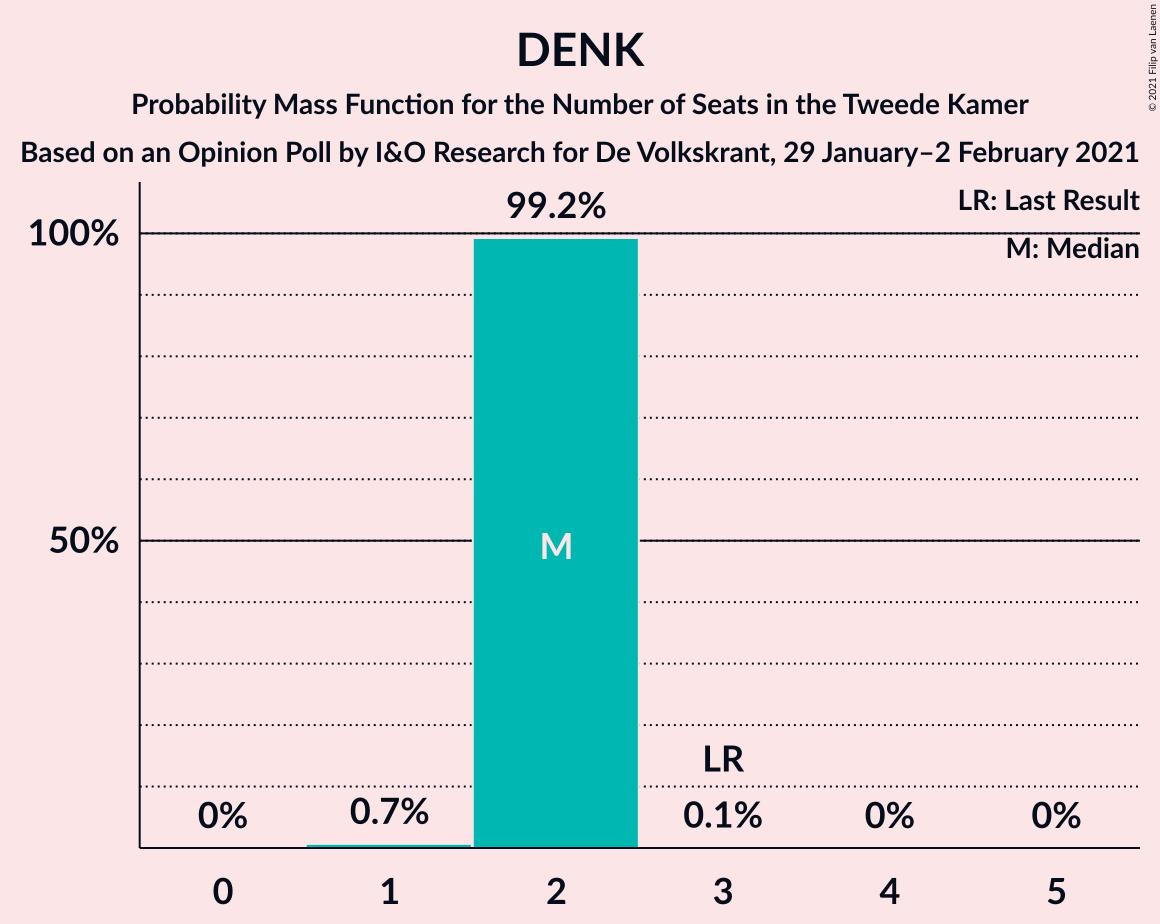 DENK
Probability Mass Function for the Number of Seats in the Tweede Kamer
Based on an Opinion Poll by I&O Research for De Volkskrant, 29 January–2 February 2021
© 2021 Filip van Laenen
LR: Last Result
M: Median
99.2%
100%
50%
M
LR
0%
0.7%
0.1%
0%
0%
0 1 2 3 4 5